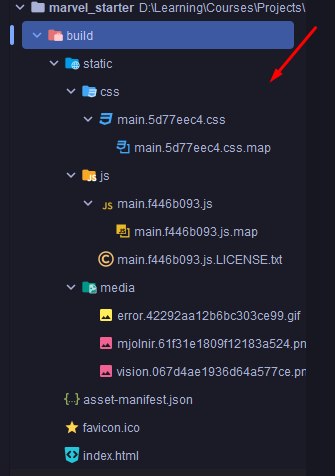 marvel_starter D:\Learning\Courses\Projects\
build
static
css
main.5d77eec4.css
main.5d77eec4.css.map
js
JS main.f446b093.js
main.f446b093.js.map
main.f446b093.js.LICENSE.txt
media
error.42292aa12b6bc303ce99.gif
mjolnir.61f31e1809f12183a524.pn
vision.067d4ae1936d64a577ce.pn
asset-manifest.json
favicon.ico
index.html